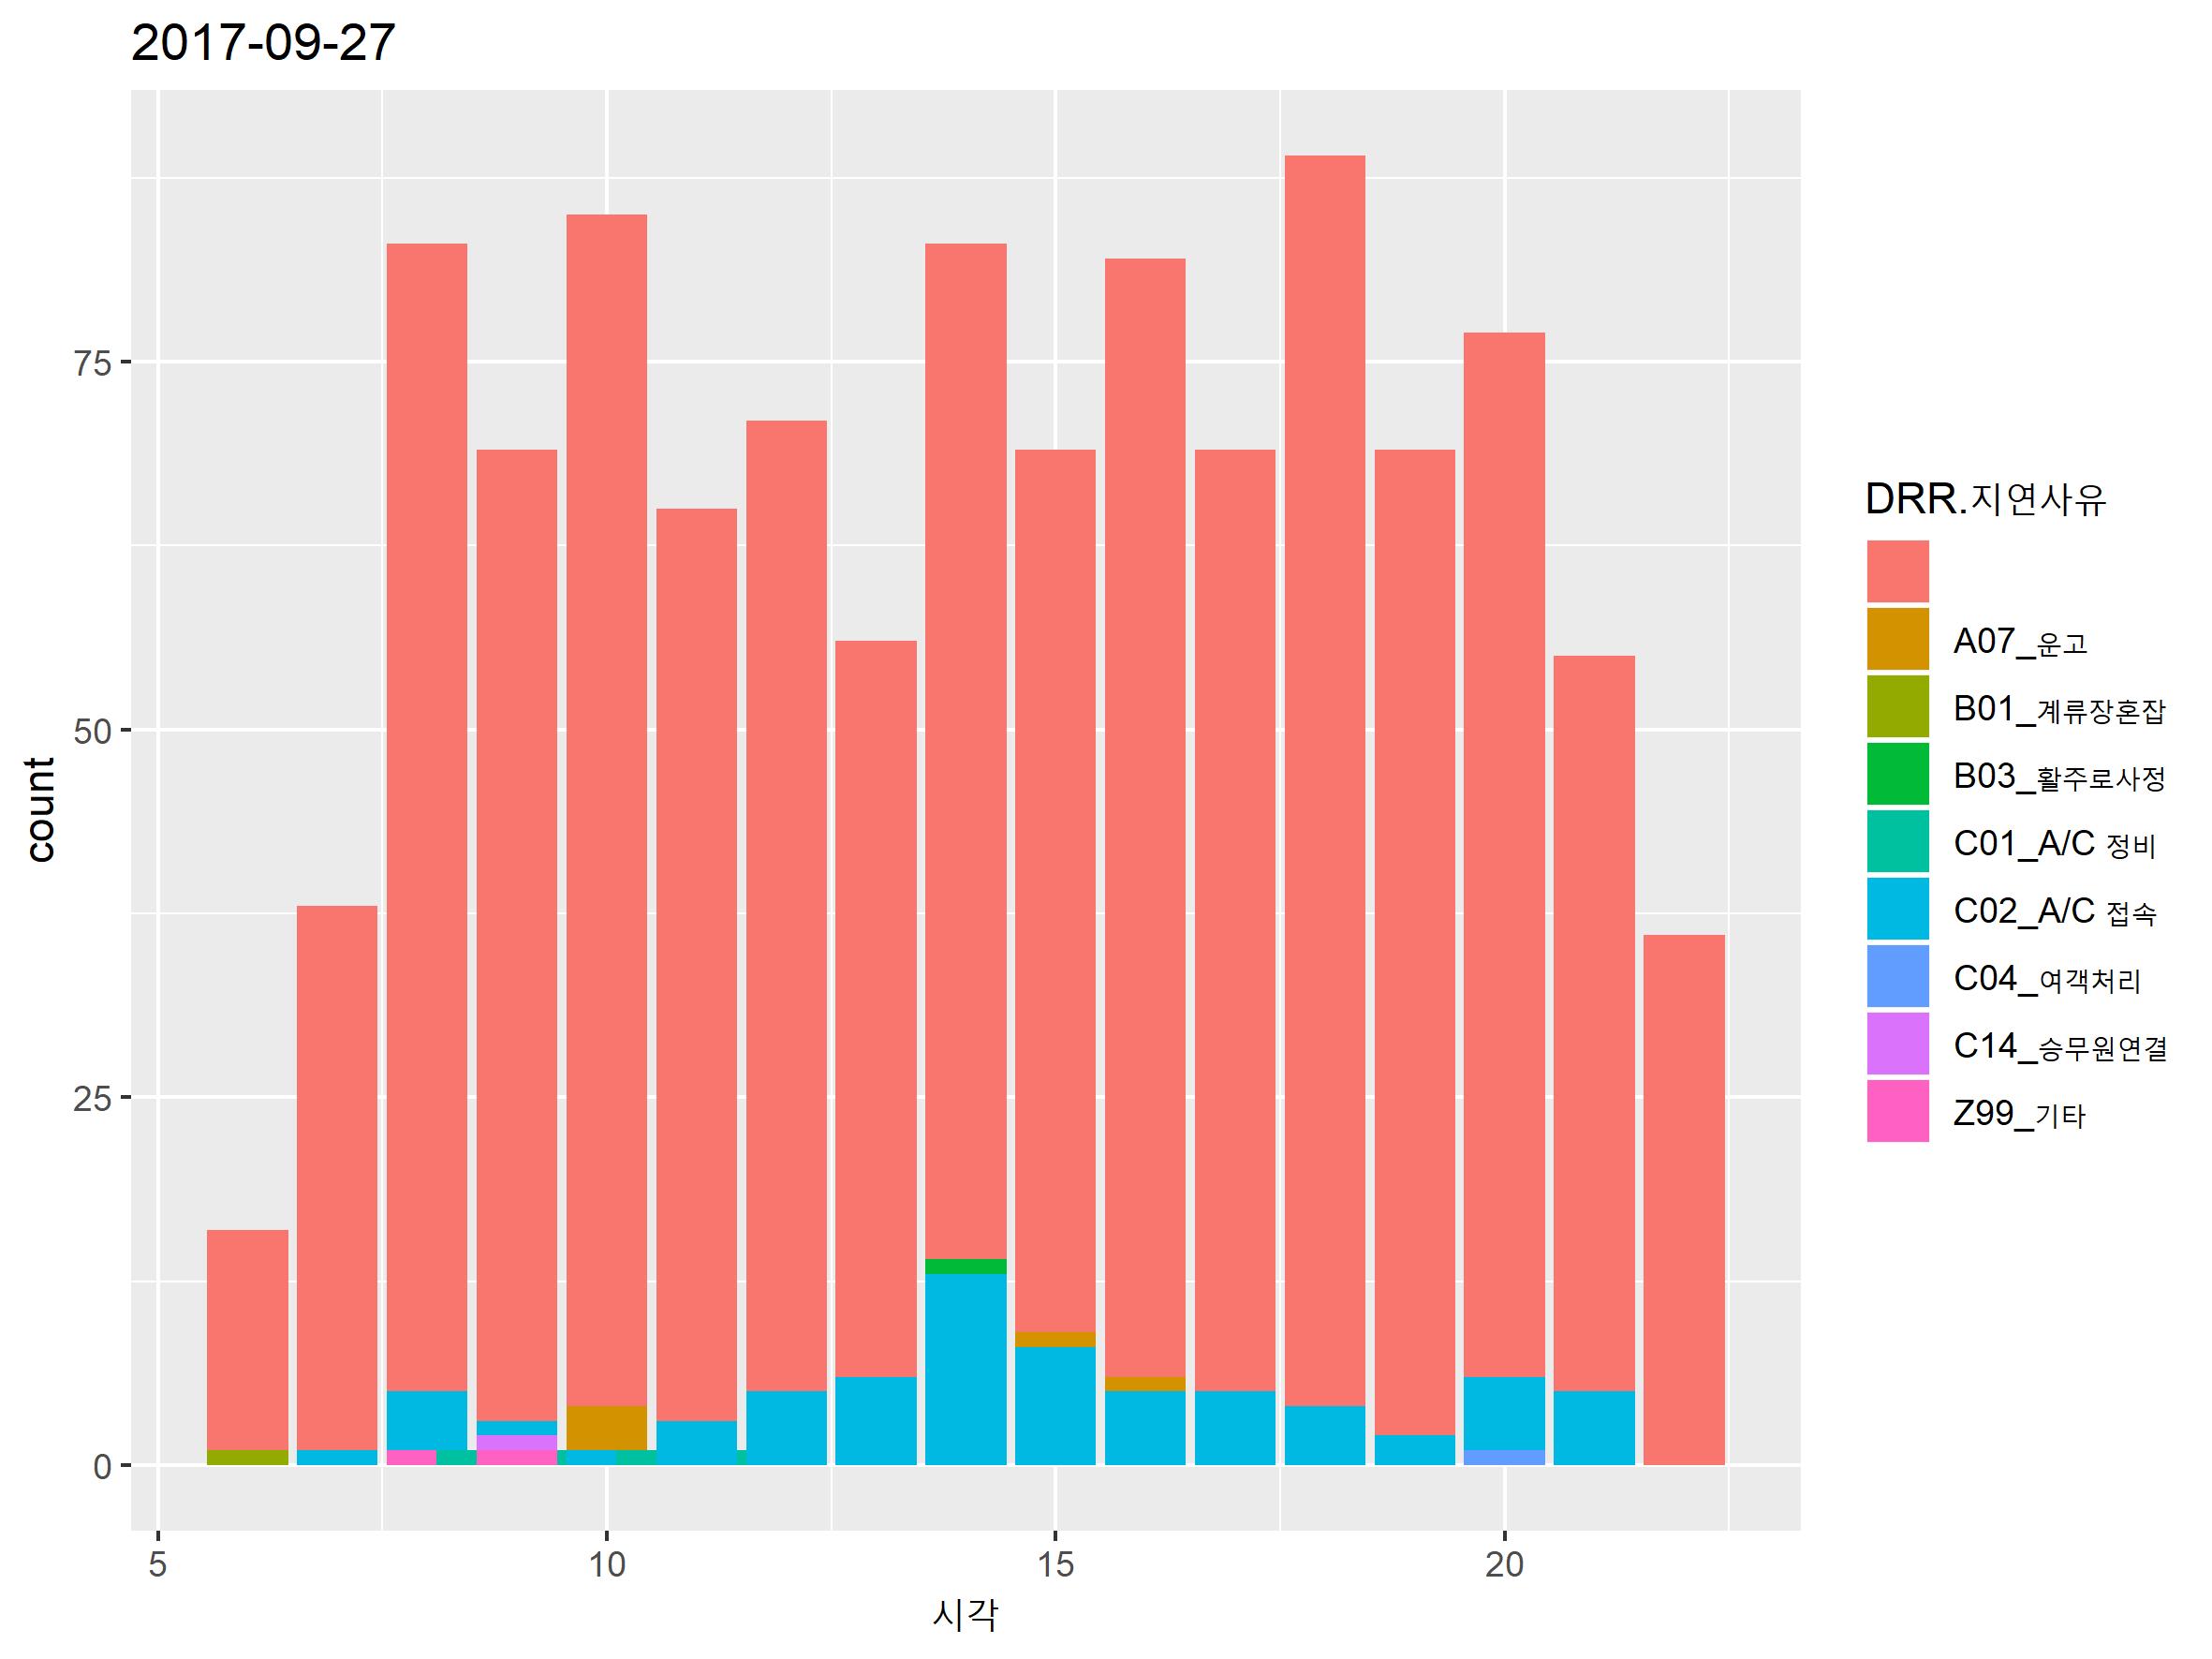 2017-09-27
count
75
50
25
0
5 10 15 20
시각
DRR.지연사유
A07_운고
B01_계류장혼잡
B03_활주로사정
C01_A/C 정비
C02_A/C 접속
C04_여객처리
C14_승무원연결
Z99_기타